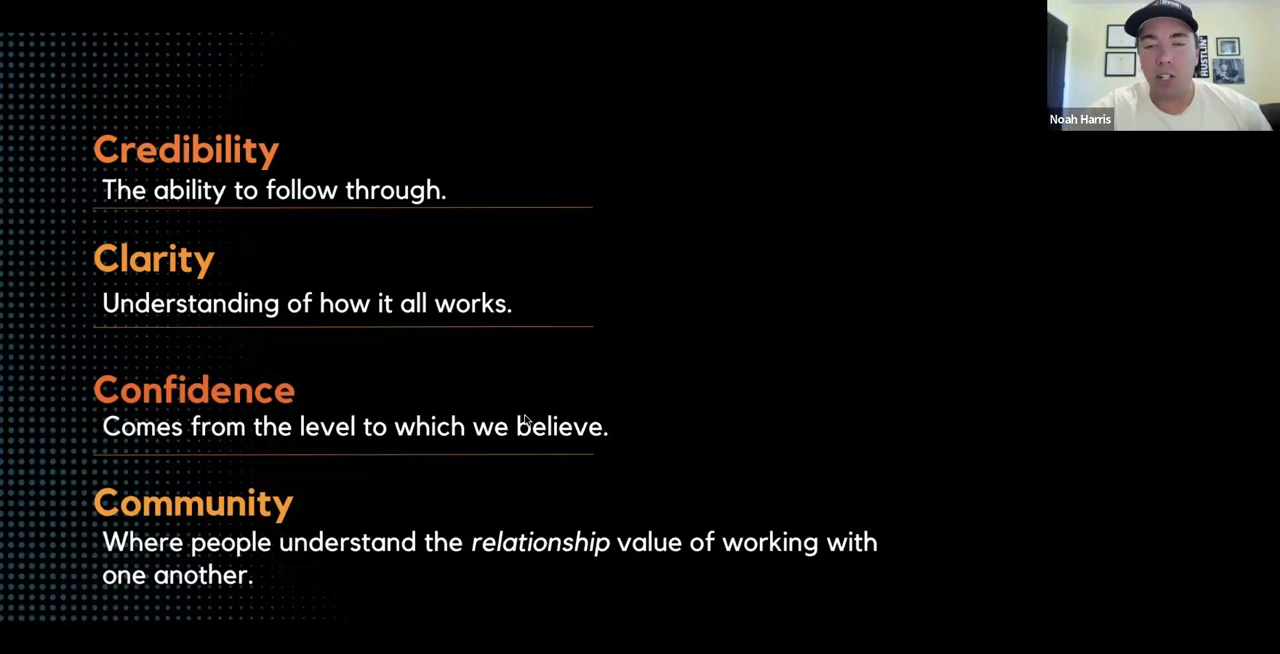 Credibility
The ability to follow through.
Clarity
Understanding of how it all works.
Confidence
Comes from the level to which we believe.
Community
Where people understand the relationship value of working with
one another.
Noah Harris